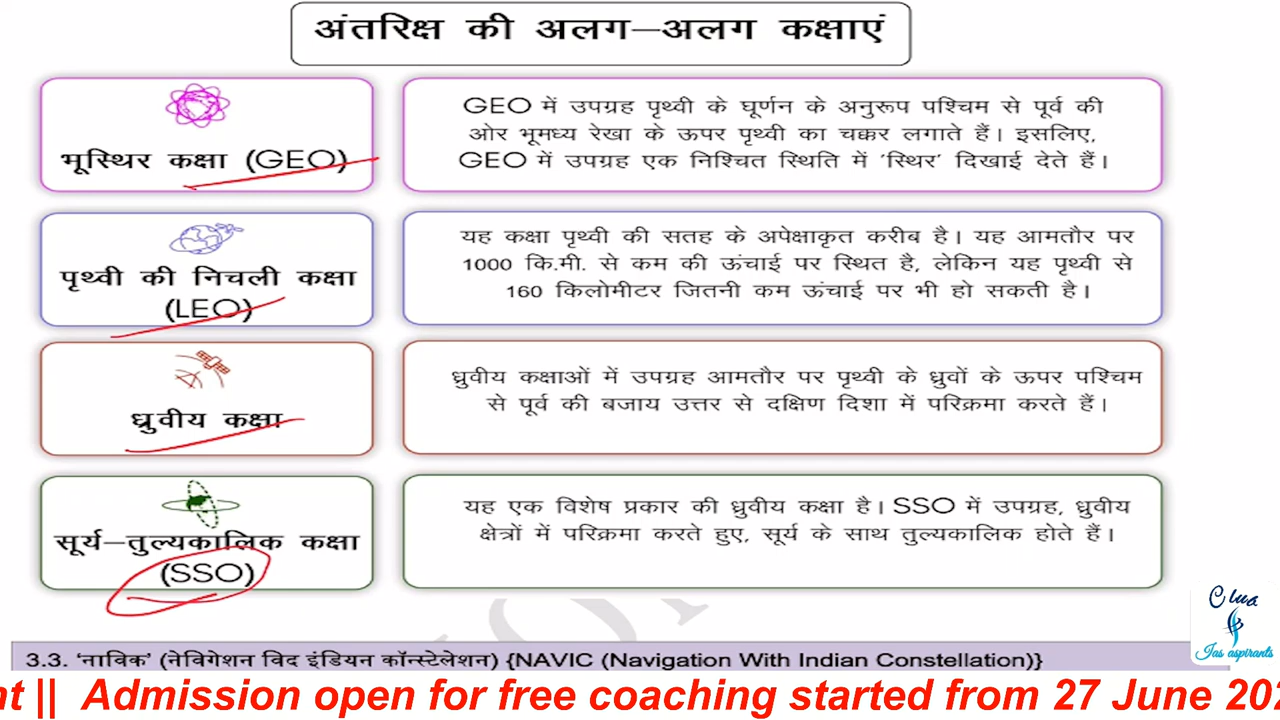 अंतरिक्ष की अलग–अलग कक्षाएं
भूस्थिर कक्षा (GEO)
GEO में उपग्रह पृथ्वी के घूर्णन के अनुरूप पश्चिम से पूर्व की
ओर भूमध्य रेखा के ऊपर पृथ्वी का चक्कर लगाते हैं। इसलिए,
GEO में उपग्रह एक निश्चित स्थिति में 'स्थिर' दिखाई देते हैं।
पृथ्वी की निचली कक्षा
(LEO)
यह कक्षा पृथ्वी की सतह के अपेक्षाकृत करीब है। यह आमतौर पर
1000 कि.मी. से कम की ऊंचाई पर स्थित है, लेकिन यह पृथ्वी से
160 किलोमीटर जितनी कम ऊंचाई पर भी हो सकती है।
ध्रुवीय कक्षा
ध्रुवीय कक्षाओं में उपग्रह आमतौर पर पृथ्वी के ध्रुवों के ऊपर पश्चिम
से पूर्व की बजाय उत्तर से दक्षिण दिशा में परिक्रमा करते हैं।
सूर्य–तुल्यकालिक कक्षा
(SSO)
यह एक विशेष प्रकार की ध्रुवीय कक्षा है। SSO में उपग्रह, ध्रुवीय
क्षेत्रों में परिक्रमा करते हुए, सूर्य के साथ तुल्यकालिक होते हैं।
3.3. 'नाविक' (नेविगेशन विद इंडियन कॉन्स्टेलेशन) {NAVIC (Navigation With Indian Constellation)}
Ias aspirants
nt || Admission open for free coaching started from 27 June 202